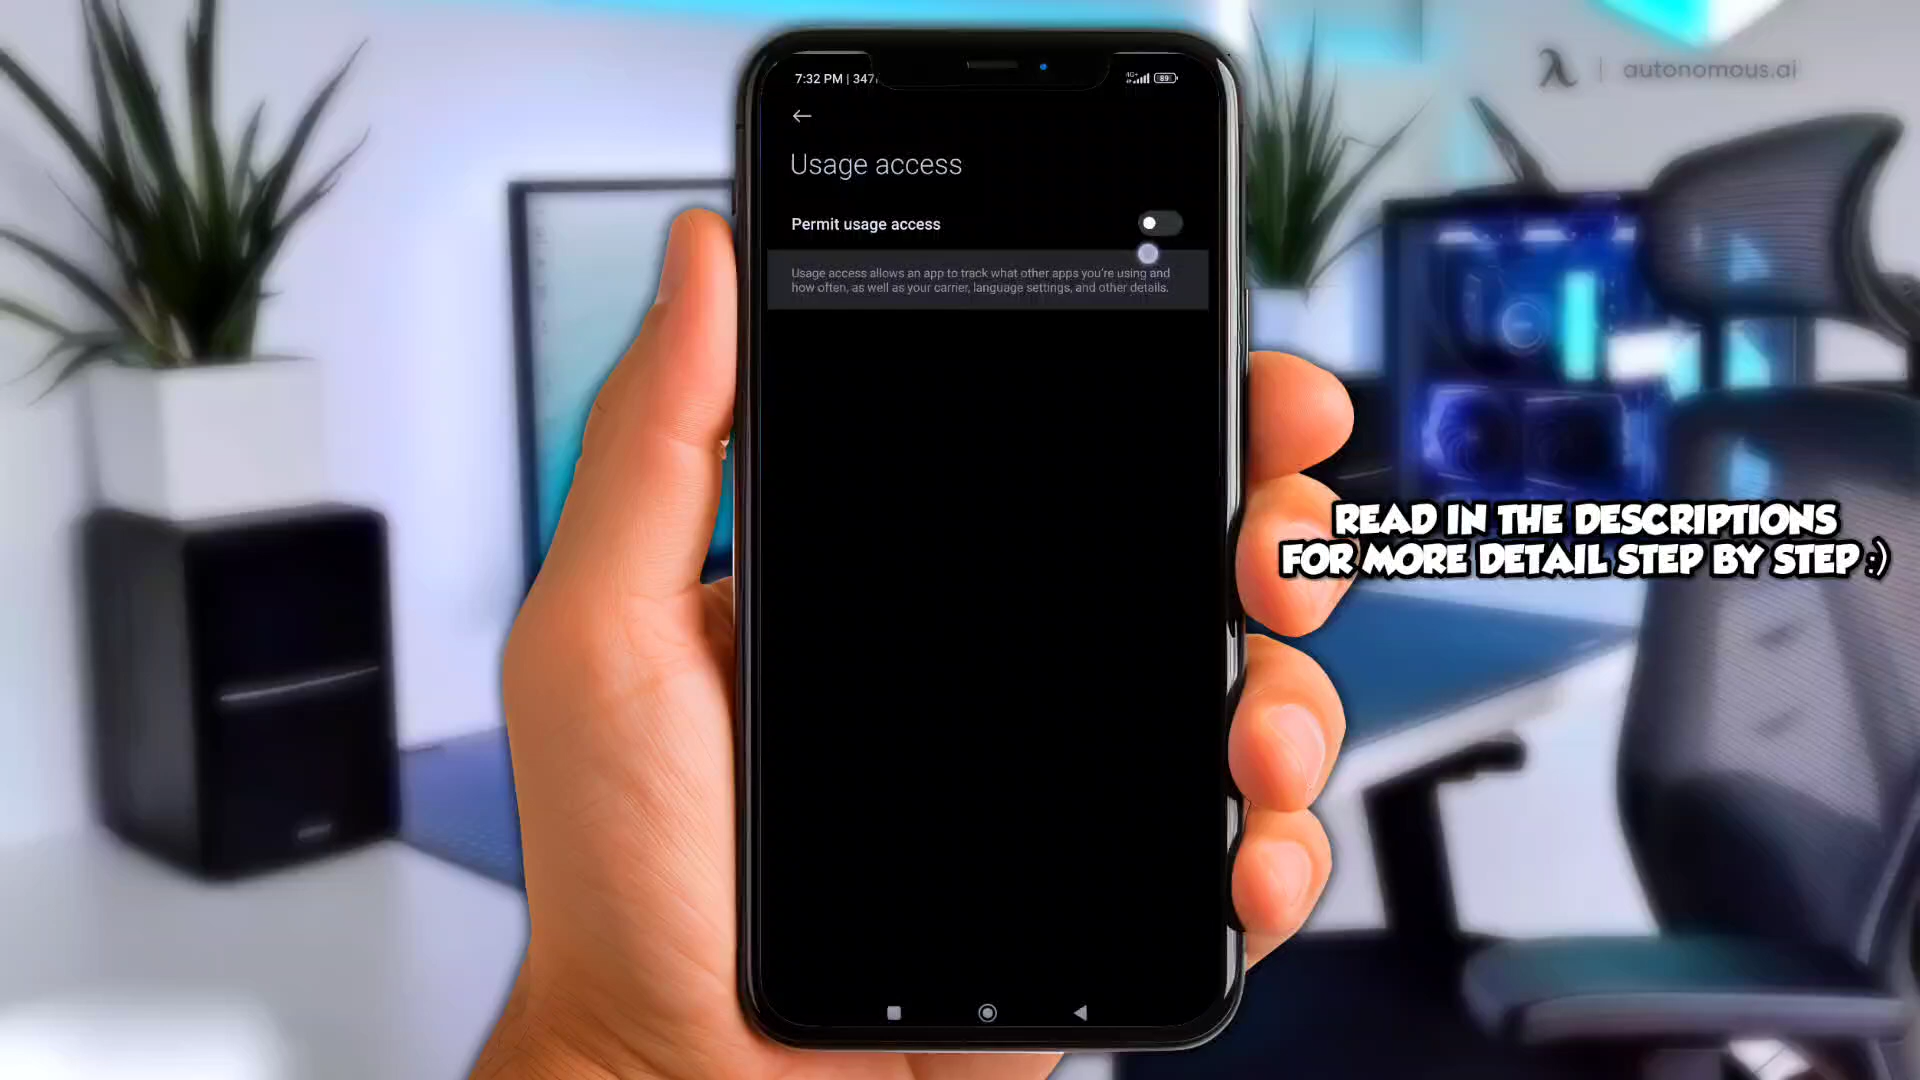 autonomous.ai
7:32 PM | 347
4G+
89
Usage access
Permit usage access
Usage access allows an app to track what other apps you're using and
how often, as well as your carrier, language settings, and other details.
READ IN THE DESCRIPTIONS
FOR MORE DETAIL STEP BY STEP :)